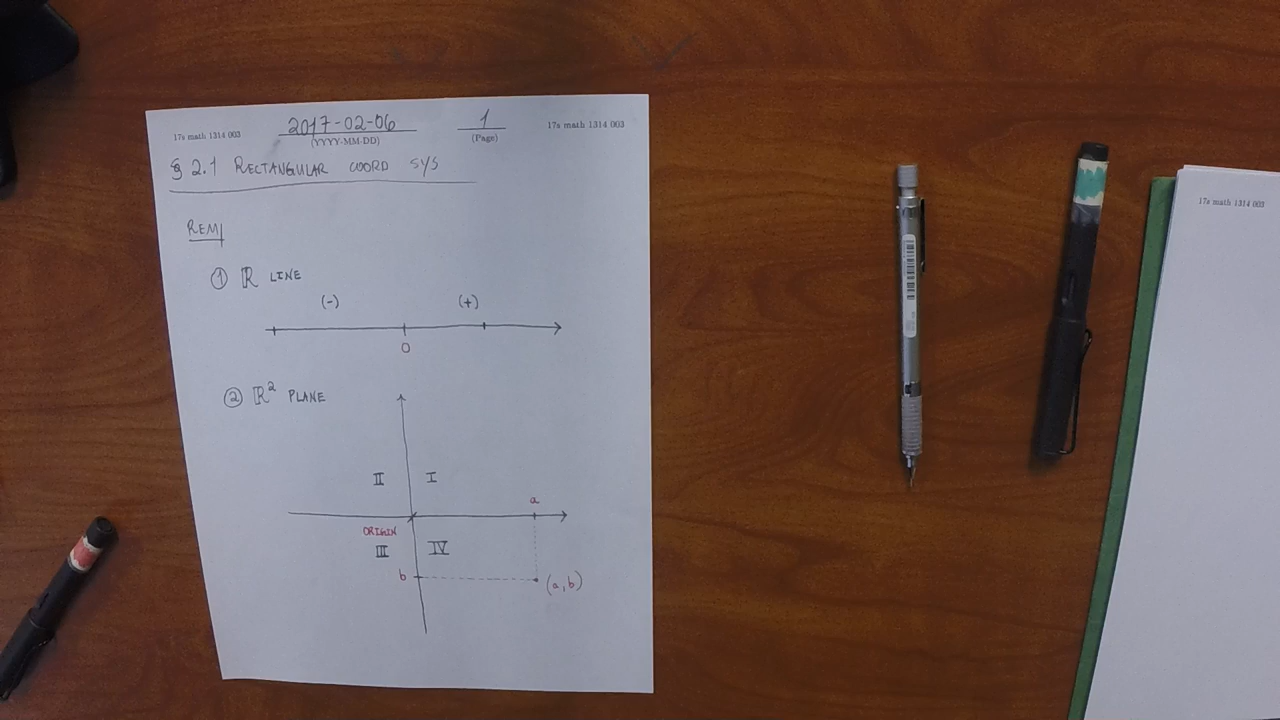 17s math 1314 003
2017-02-06
(YYYY-MM-DD)
1
(Page)
17s math 1314 003
§ 2.1 RECTANGULAR COORD SYS
REM
① ℝ LINE
(-) (+)
0
② ℝ² PLANE
II I
a
ORIGIN
III IV
b (a,b)
17s math 1314 003